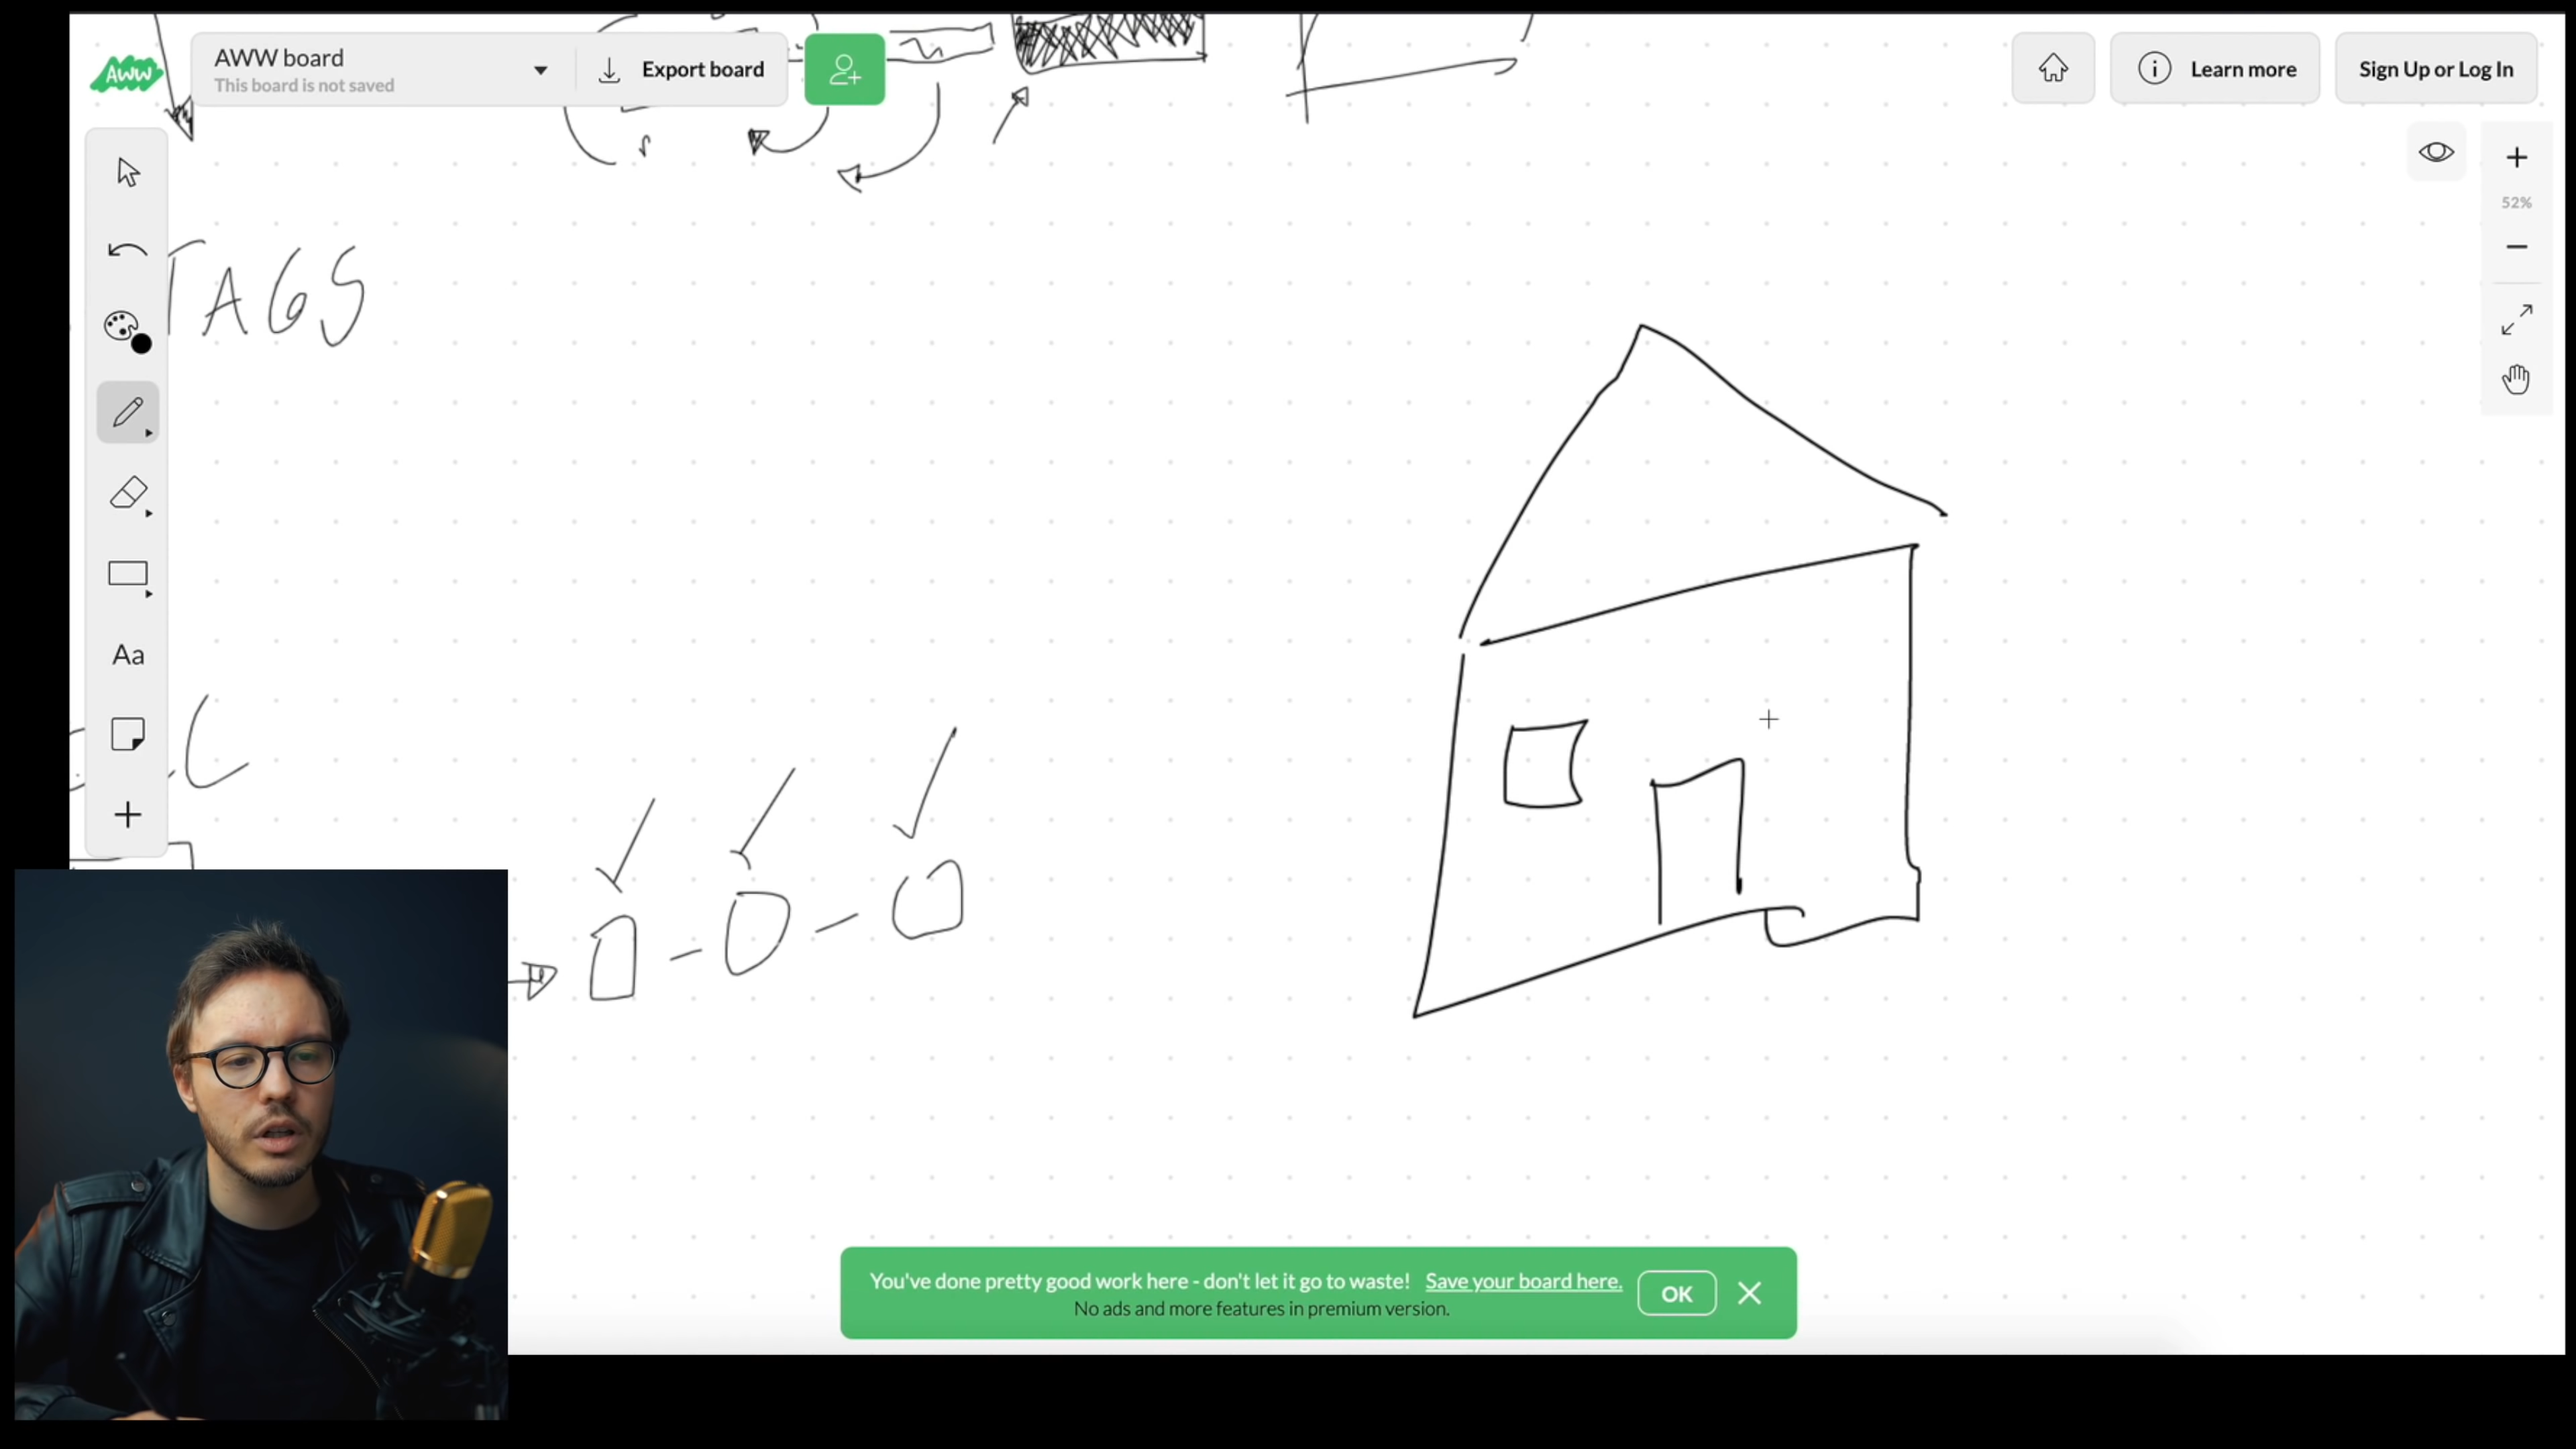 AWW
AWW board
This board is not saved
Export board
Learn more
Sign Up or Log In
52%
TAGS
Aa
C
You've done pretty good work here - don't let it go to waste! Save your board here.
No ads and more features in premium version.
OK